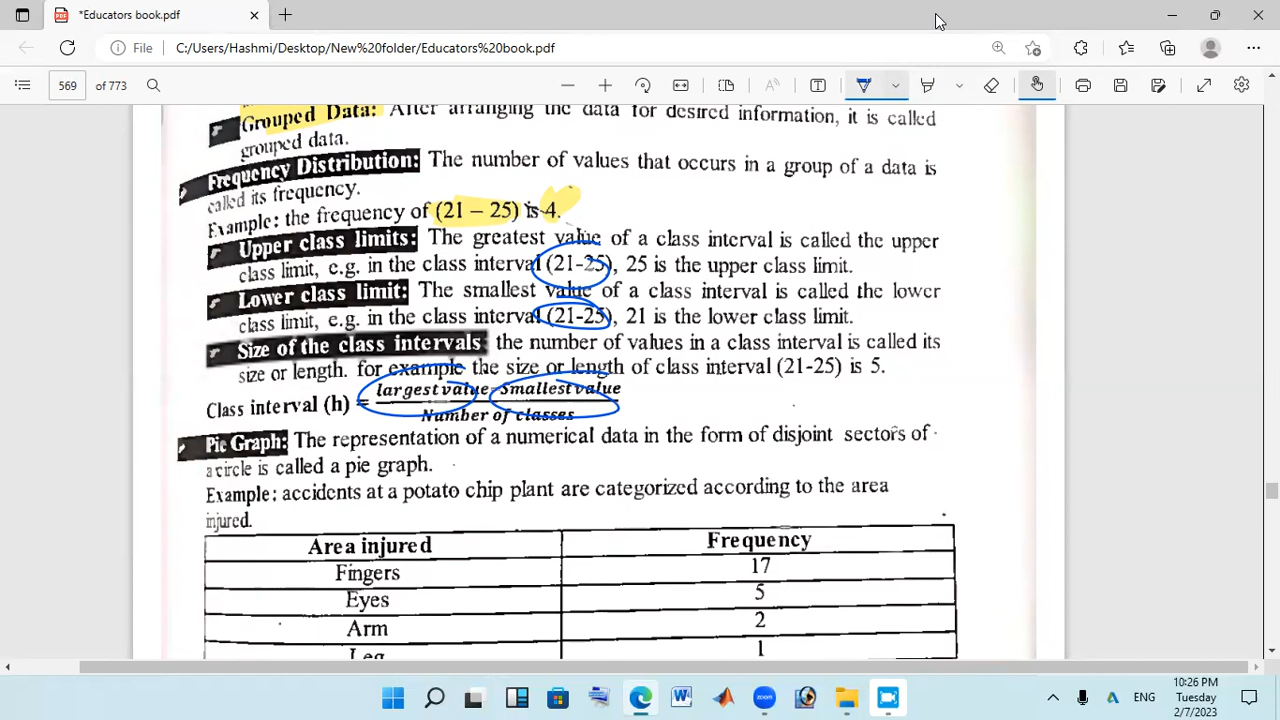 *Educators book.pdf
File C:/Users/Hashmi/Desktop/New%20folder/Educators%20book.pdf
569 of 773
Grouped Data: After arranging the data for desired information, it is called
grouped data.
Frequency Distribution: The number of values that occurs in a group of a data is
called its frequency.
Example: the frequency of (21 – 25) is 4.
Upper class limits: The greatest value of a class interval is called the upper
class limit, e.g. in the class interval (21-25), 25 is the upper class limit.
Lower class limit: The smallest value of a class interval is called the lower
class limit, e.g. in the class interval (21-25), 21 is the lower class limit.
Size of the class intervals the number of values in a class interval is called its
size or length. for example the size or length of class interval (21-25) is 5.
Class interval (h) = largest value-Smallest value
Number of classes
Pie Graph: The representation of a numerical data in the form of disjoint sectors of
a circle is called a pie graph.
Example: accidents at a potato chip plant are categorized according to the area
injured.
Area injured Frequency
Fingers 17
Eyes 5
Arm 2
Leg 1
ENG
10:26 PM
Tuesday
2/7/2023